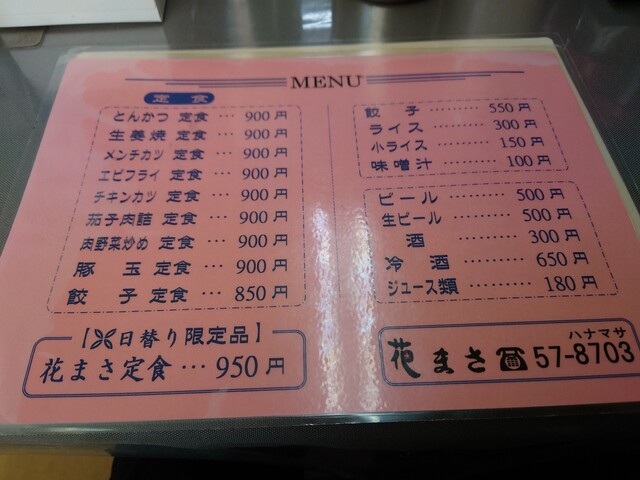 MENU
定食
とんかつ 定食 … 900円
生姜焼 定食 … 900円
メンチカツ 定食 … 900円
エビフライ 定食 … 900円
チキンカツ 定食 … 900円
茄子肉詰 定食 … 900円
肉野菜炒め 定食 … 900円
豚玉 定食 … 900円
餃子 定食 … 850円
【日替り限定品】
花まさ定食 … 950円
餃子 ……… 550円
ライス ……… 300円
小ライス ……… 150円
味噌汁 ……… 100円
ビール ……… 500円
生ビール ……… 500円
酒 ……… 300円
冷酒 ……… 650円
ジュース類 ……… 180円
ハナマサ
花まさ☎57-8703